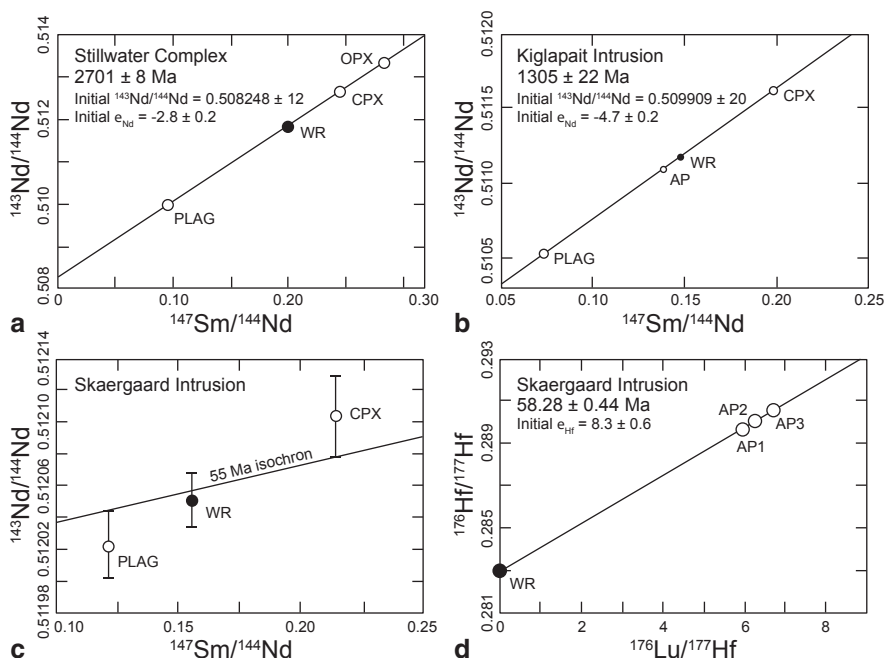 0.514
0.512
0.510
0.508
¹⁴³Nd/¹⁴⁴Nd
Stillwater Complex
2701 ± 8 Ma
Initial ¹⁴³Nd/¹⁴⁴Nd = 0.508248 ± 12
Initial e_Nd = -2.8 ± 0.2
OPX
CPX
WR
PLAG
0 0.10 0.20 0.30
¹⁴⁷Sm/¹⁴⁴Nd
a
0.5120
0.5115
0.5110
0.5105
¹⁴³Nd/¹⁴⁴Nd
Kiglapait Intrusion
1305 ± 22 Ma
Initial ¹⁴³Nd/¹⁴⁴Nd = 0.509909 ± 20
Initial e_Nd = -4.7 ± 0.2
CPX
WR
AP
PLAG
0.05 0.10 0.15 0.20 0.25
¹⁴⁷Sm/¹⁴⁴Nd
b
0.51214
0.51210
0.51206
0.51202
0.51198
¹⁴³Nd/¹⁴⁴Nd
Skaergaard Intrusion
CPX
55 Ma isochron
WR
PLAG
0.10 0.15 0.20 0.25
¹⁴⁷Sm/¹⁴⁴Nd
c
0.293
0.289
0.285
0.281
¹⁷⁶Hf/¹⁷⁷Hf
Skaergaard Intrusion
58.28 ± 0.44 Ma
Initial e_Hf = 8.3 ± 0.6
AP2
AP3
AP1
WR
0 2 4 6 8
¹⁷⁶Lu/¹⁷⁷Hf
d